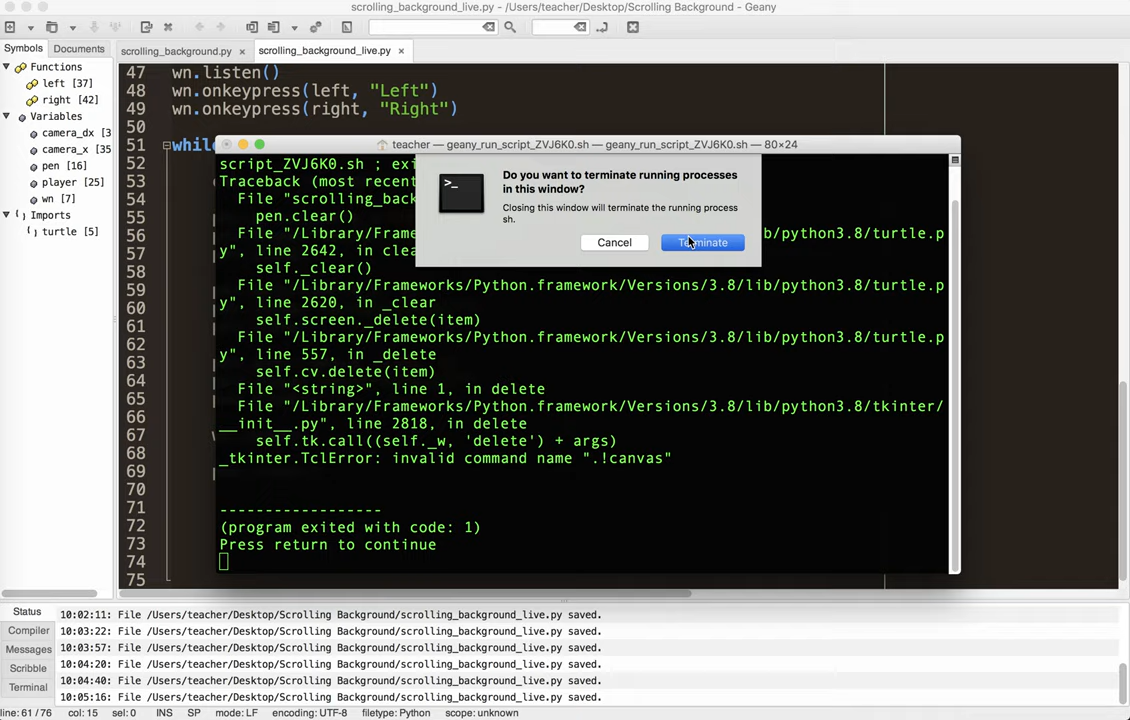 scrolling_background_live.py - /Users/teacher/Desktop/Scrolling Background - Geany
Symbols
Documents
scrolling_background.py ×
scrolling_background_live.py ×
Functions
left [37]
right [42]
Variables
camera_dx [3
camera_x [35
pen [16]
player [25]
wn [7]
Imports
turtle [5]
47 wn.listen()
48 wn.onkeypress(left, "Left")
49 wn.onkeypress(right, "Right")
50
51 whil
52
53
54
55
56
57
58
59
60
61
62
63
64
65
66
67
68
69
70
71
72
73
74
75
teacher — geany_run_script_ZVJ6K0.sh — geany_run_script_ZVJ6K0.sh — 80×24
script_ZVJ6K0.sh ; exi
Traceback (most recent
File "scrolling_back
pen.clear()
File "/Library/Frame b/python3.8/turtle.p
y", line 2642, in clea
self._clear()
File "/Library/Frameworks/Python.framework/Versions/3.8/lib/python3.8/turtle.p
y", line 2620, in _clear
self.screen._delete(item)
File "/Library/Frameworks/Python.framework/Versions/3.8/lib/python3.8/turtle.p
y", line 557, in _delete
self.cv.delete(item)
File "<string>", line 1, in delete
File "/Library/Frameworks/Python.framework/Versions/3.8/lib/python3.8/tkinter/
__init__.py", line 2818, in delete
self.tk.call((self._w, 'delete') + args)
_tkinter.TclError: invalid command name ".!canvas"
------------------
(program exited with code: 1)
Press return to continue
>_
Do you want to terminate running processes
in this window?
Closing this window will terminate the running process
sh.
Cancel
Terminate
Status
Compiler
Messages
Scribble
Terminal
10:02:11: File /Users/teacher/Desktop/Scrolling Background/scrolling_background_live.py saved.
10:03:22: File /Users/teacher/Desktop/Scrolling Background/scrolling_background_live.py saved.
10:03:57: File /Users/teacher/Desktop/Scrolling Background/scrolling_background_live.py saved.
10:04:20: File /Users/teacher/Desktop/Scrolling Background/scrolling_background_live.py saved.
10:04:40: File /Users/teacher/Desktop/Scrolling Background/scrolling_background_live.py saved.
10:05:16: File /Users/teacher/Desktop/Scrolling Background/scrolling_background_live.py saved.
line: 61 / 76 col: 15 sel: 0 INS SP mode: LF encoding: UTF-8 filetype: Python scope: unknown